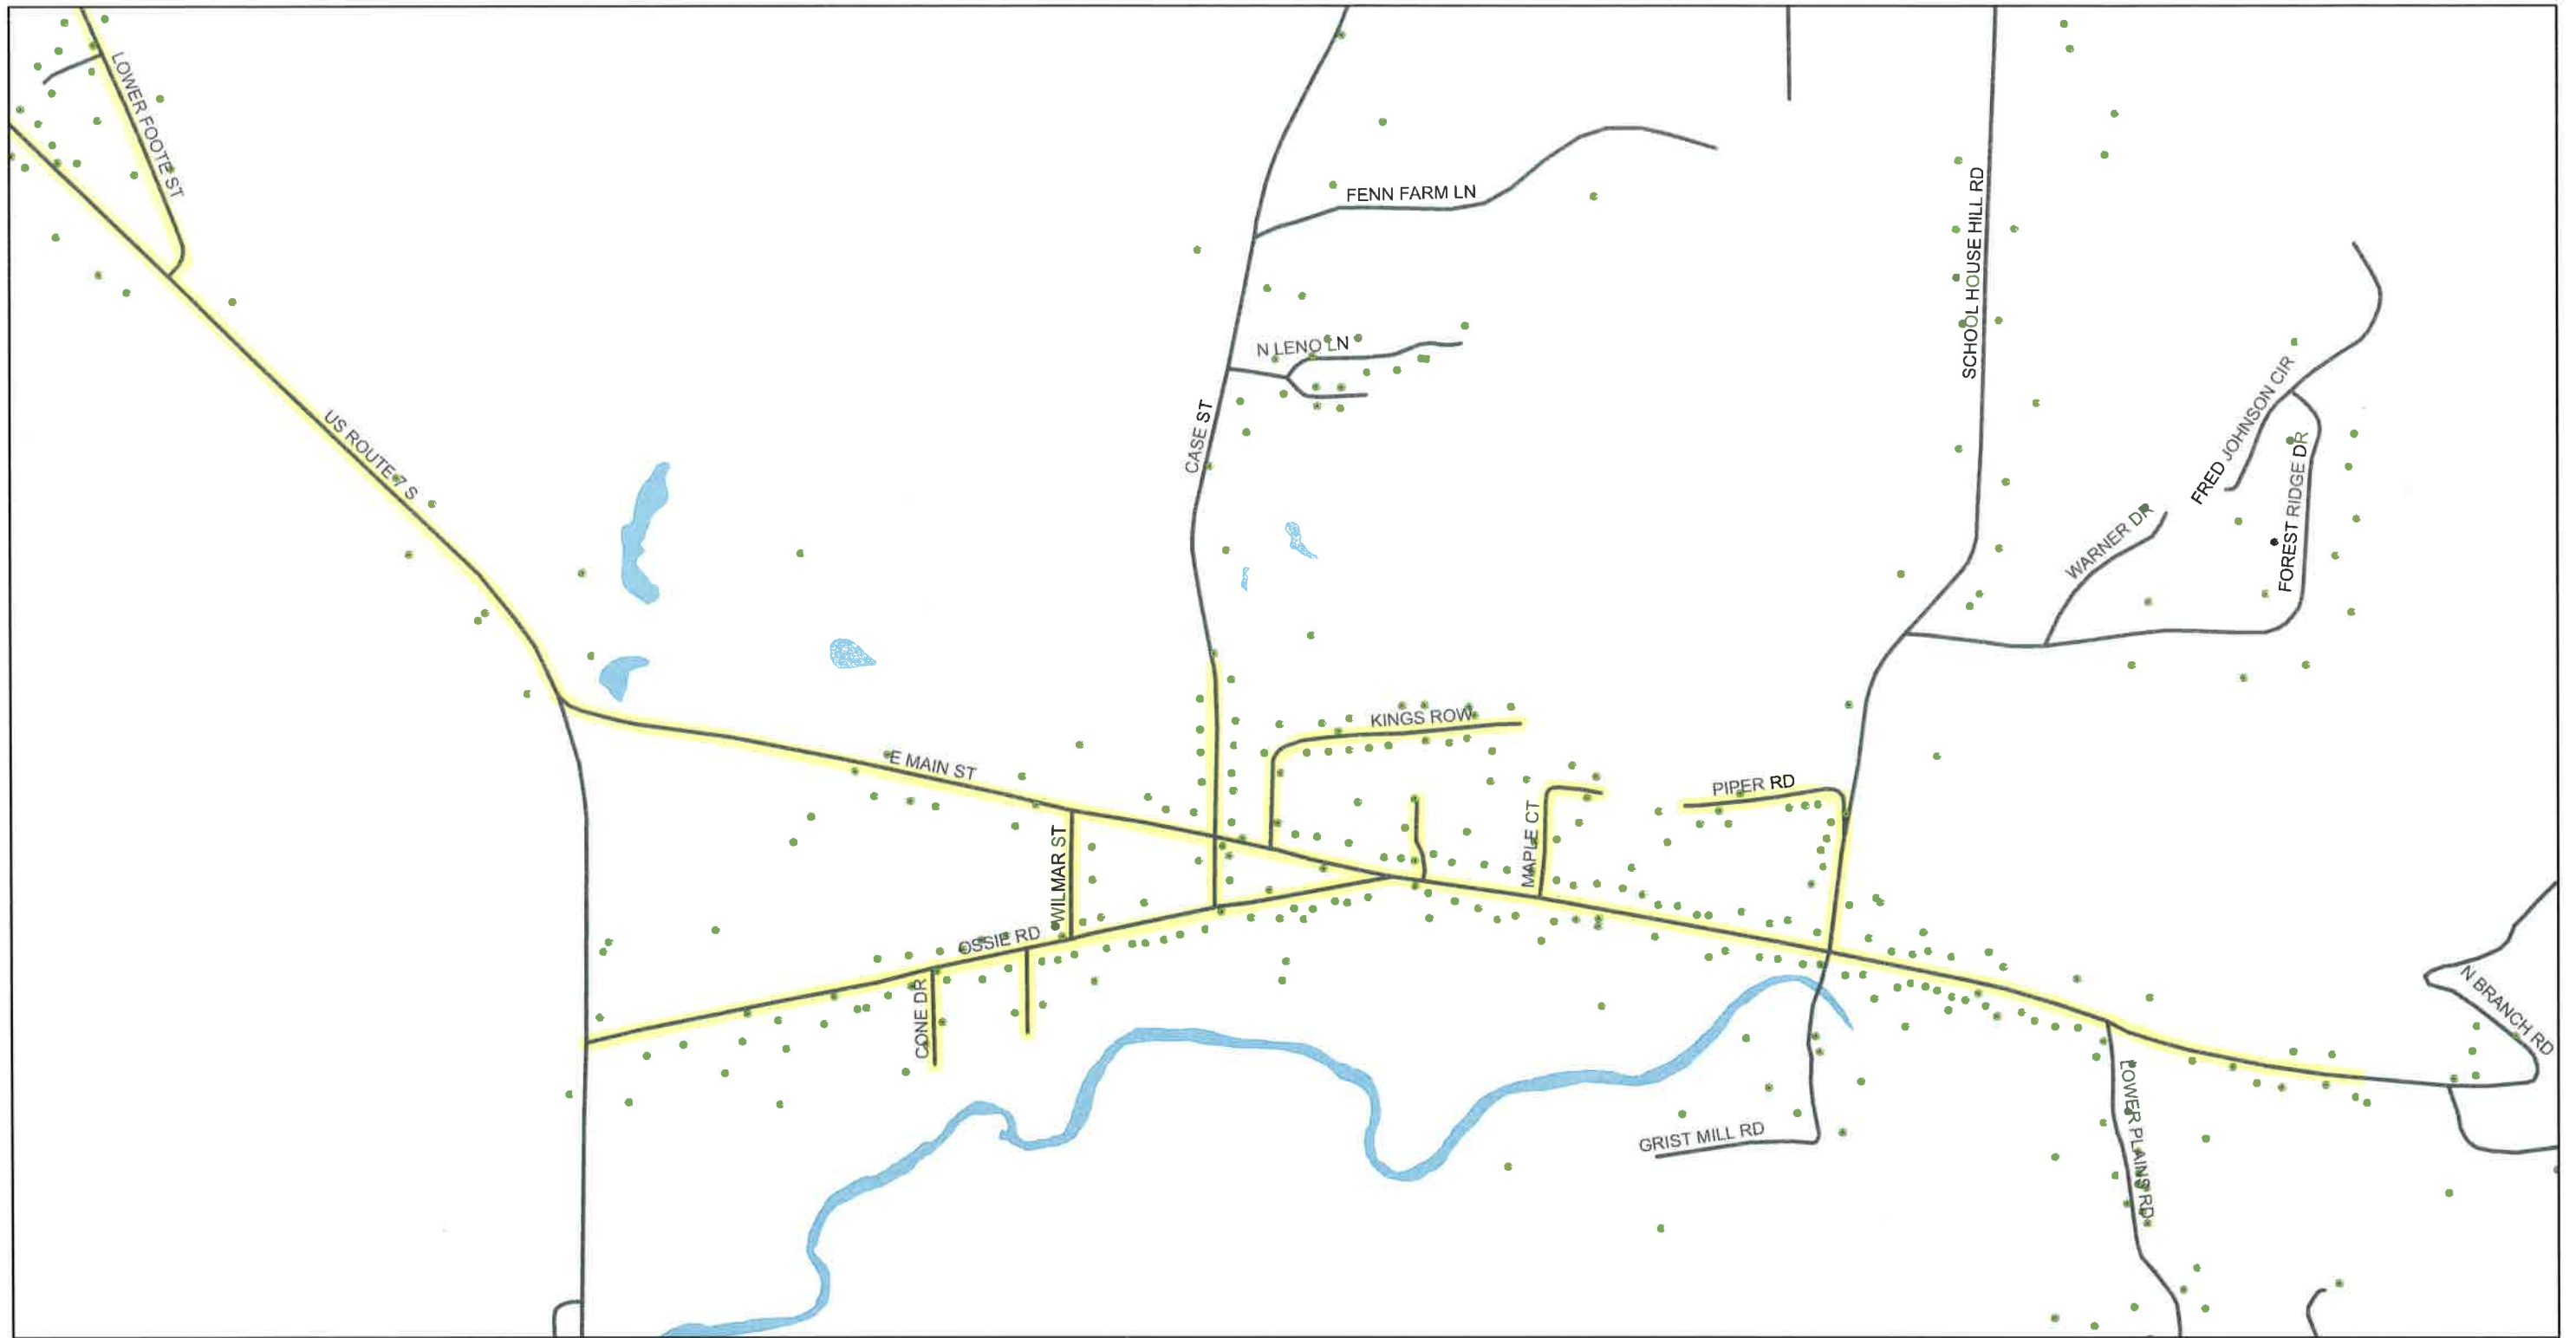 LOWER FOOTE ST
FENN FARM LN
SCHOOL HOUSE HILL RD
N LENO LN
CASE ST
US ROUTE 7 S
FRED JOHNSON CIR
FOREST RIDGE DR
WARNER DR
KINGS ROW
E MAIN ST
PIPER RD
MAPLE CT
WILMAR ST
OSSIE RD
CONE DR
N BRANCH RD
LOWER PLAINS RD
GRIST MILL RD